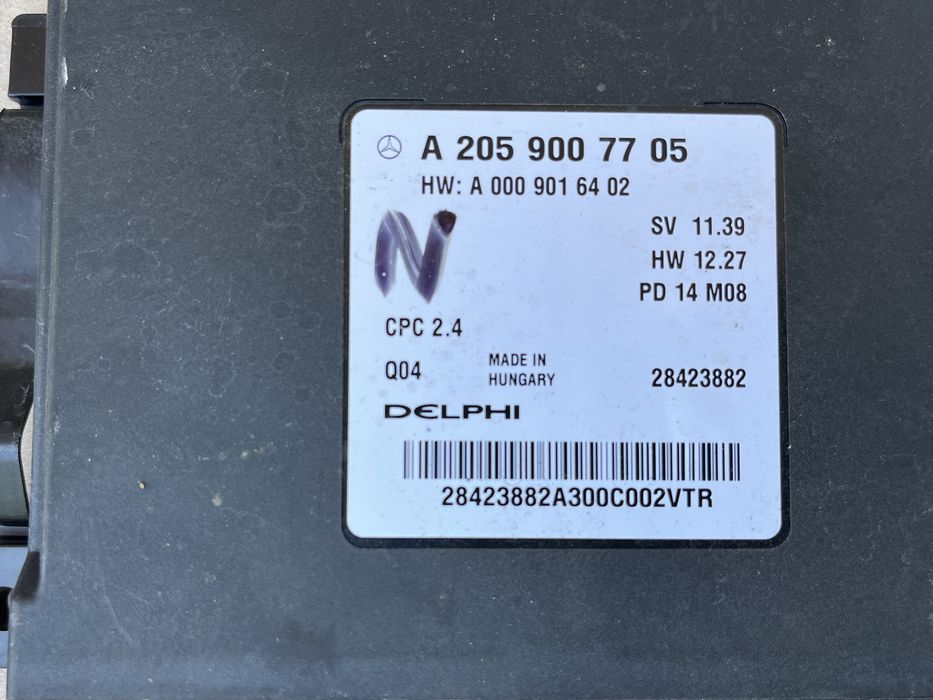 A 205 900 77 05
HW: A 000 901 64 02
N
SV 11.39
HW 12.27
PD 14 M08
CPC 2.4
Q04
MADE IN
HUNGARY
28423882
DELPHI
28423882A300C002VTR